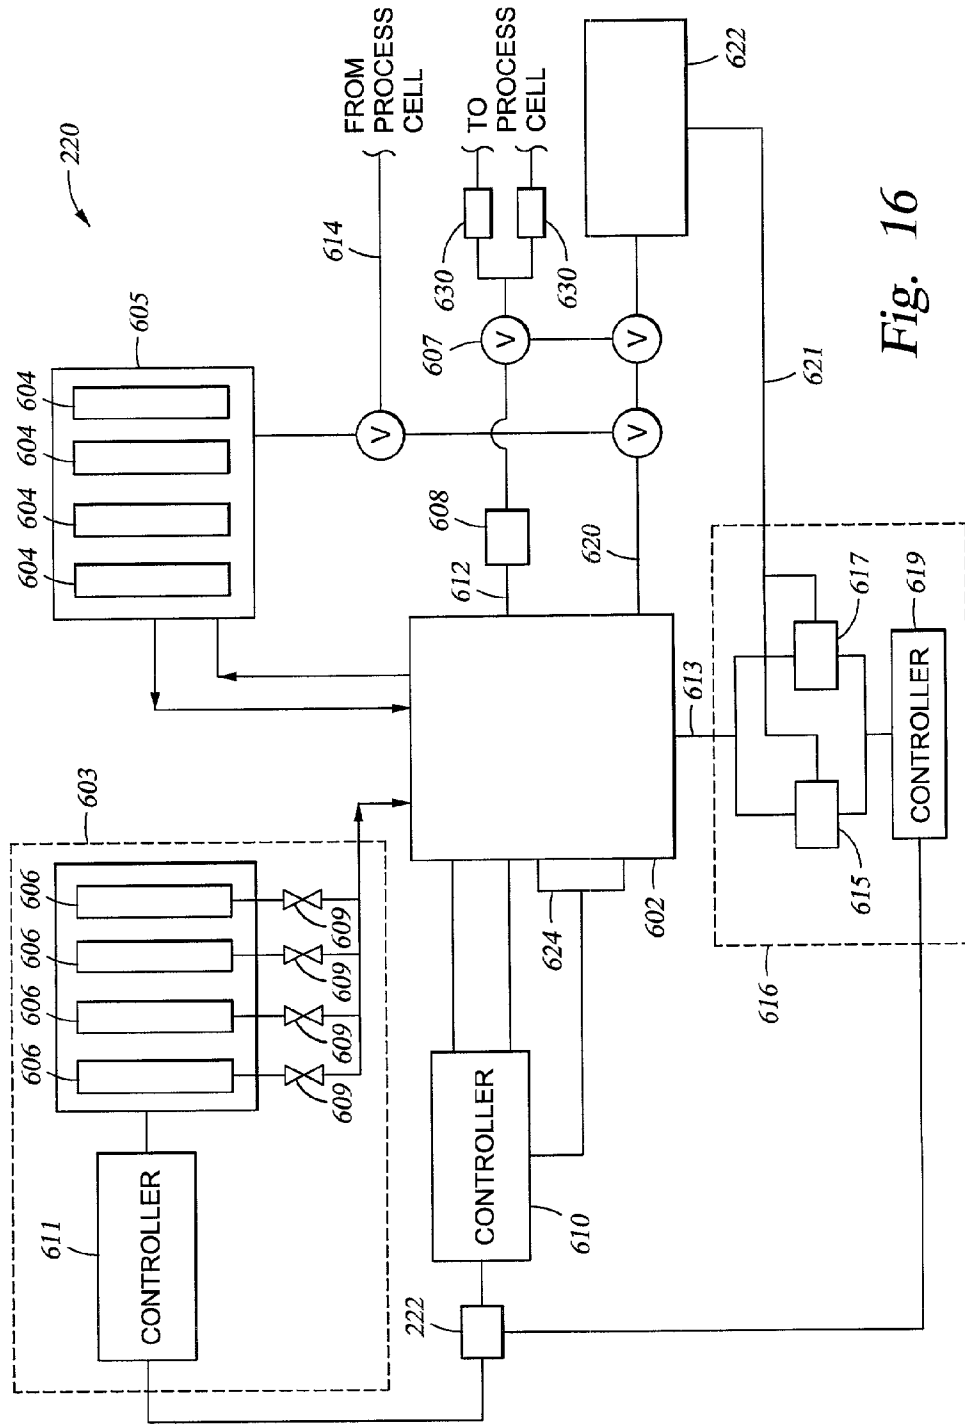 220
603
606
606
606
606
609
609
609
609
611
CONTROLLER
604
604
604
604
605
614
FROM
PROCESS
CELL
TO
PROCESS
CELL
630
630
607
V
V
V
V
608
612
620
622
621
602
624
610
CONTROLLER
222
613
616
615
617
619
CONTROLLER
Fig. 16